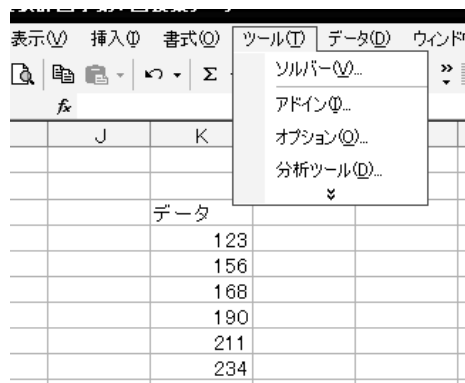 表示(V) 挿入(I) 書式(O) ツール(T) データ(D) ウィンド
Σ
ソルバー(V)...
アドイン(I)...
オプション(O)...
分析ツール(D)...
fx
J K
データ
123
156
168
190
211
234